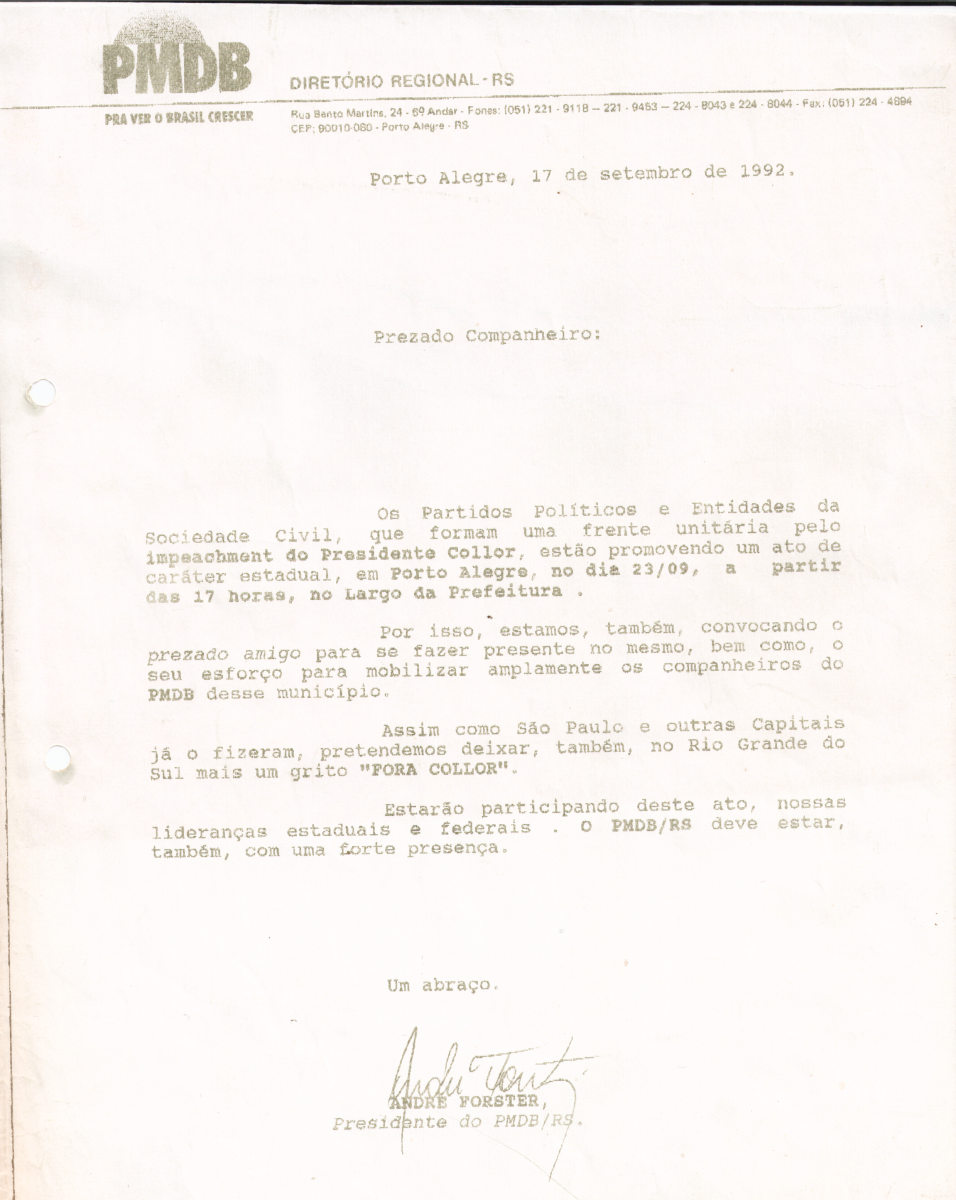 PMDB
PRA VER O BRASIL CRESCER
DIRETÓRIO REGIONAL - RS
Rua Bento Martins, 24 - 6º Andar - Fones: (051) 221 - 9118 – 221 - 9453 – 224 - 8043 e 224 - 8044 - Fax: (051) 224 - 4694
CEP: 90010-080 - Porto Alegre - RS
Porto Alegre, 17 de setembro de 1992.
Prezado Companheiro:
Os Partidos Políticos e Entidades da
Sociedade Civil, que formam uma frente unitária pelo
impeachment do Presidente Collor, estão promovendo um ato de
caráter estadual, em Porto Alegre, no dia 23/09, a partir
das 17 horas, no Largo da Prefeitura .
Por isso, estamos, também, convocando o
prezado amigo para se fazer presente no mesmo, bem como, o
seu esforço para mobilizar amplamente os companheiros do
PMDB desse município.
Assim como São Paulo e outras Capitais
já o fizeram, pretendemos deixar, também, no Rio Grande do
Sul mais um grito "FORA COLLOR".
Estarão participando deste ato, nossas
lideranças estaduais e federais . O PMDB/RS deve estar,
também, com uma forte presença.
Um abraço.
ANDRE FORSTER,
Presidente do PMDB/RS.